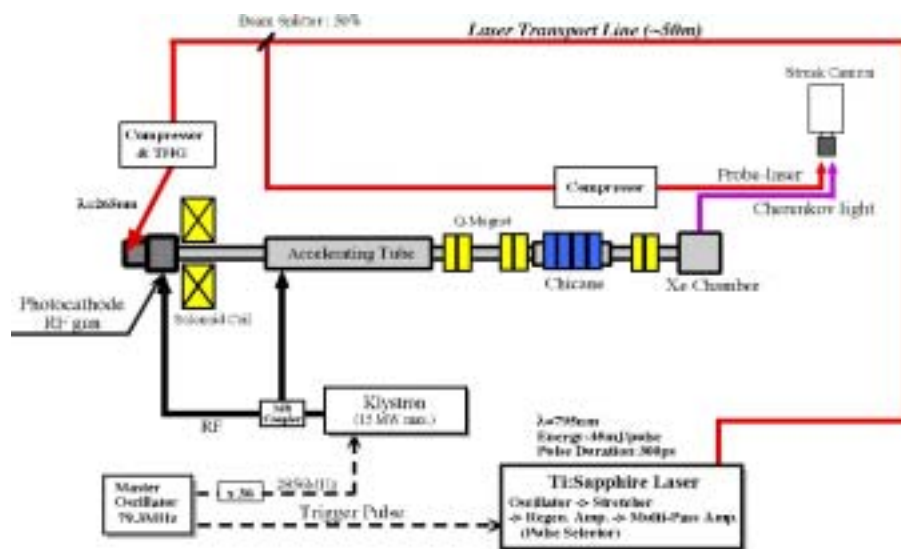 Beam Splitter: 50%
Laser Transport Line (~50m)
Streak Camera
Compressor
& THG
Compressor
Probe-laser
Cherenkov light
λ=265nm
Q-Magnet
Accelerating Tube
Chicane
Xe Chamber
Photocathode
RF gun
Solenoid Coil
Klystron
(15 MW max.)
Coupler
RF
λ=795nm
Energy~40mJ/pulse
Pulse Duration 300ps
Master
Oscillator
79.3MHz
x 36
Trigger Pulse
Ti:Sapphire Laser
Oscillator -> Stretcher
-> Regen. Amp. -> Multi-Pass Amp.
(Pulse Selector)